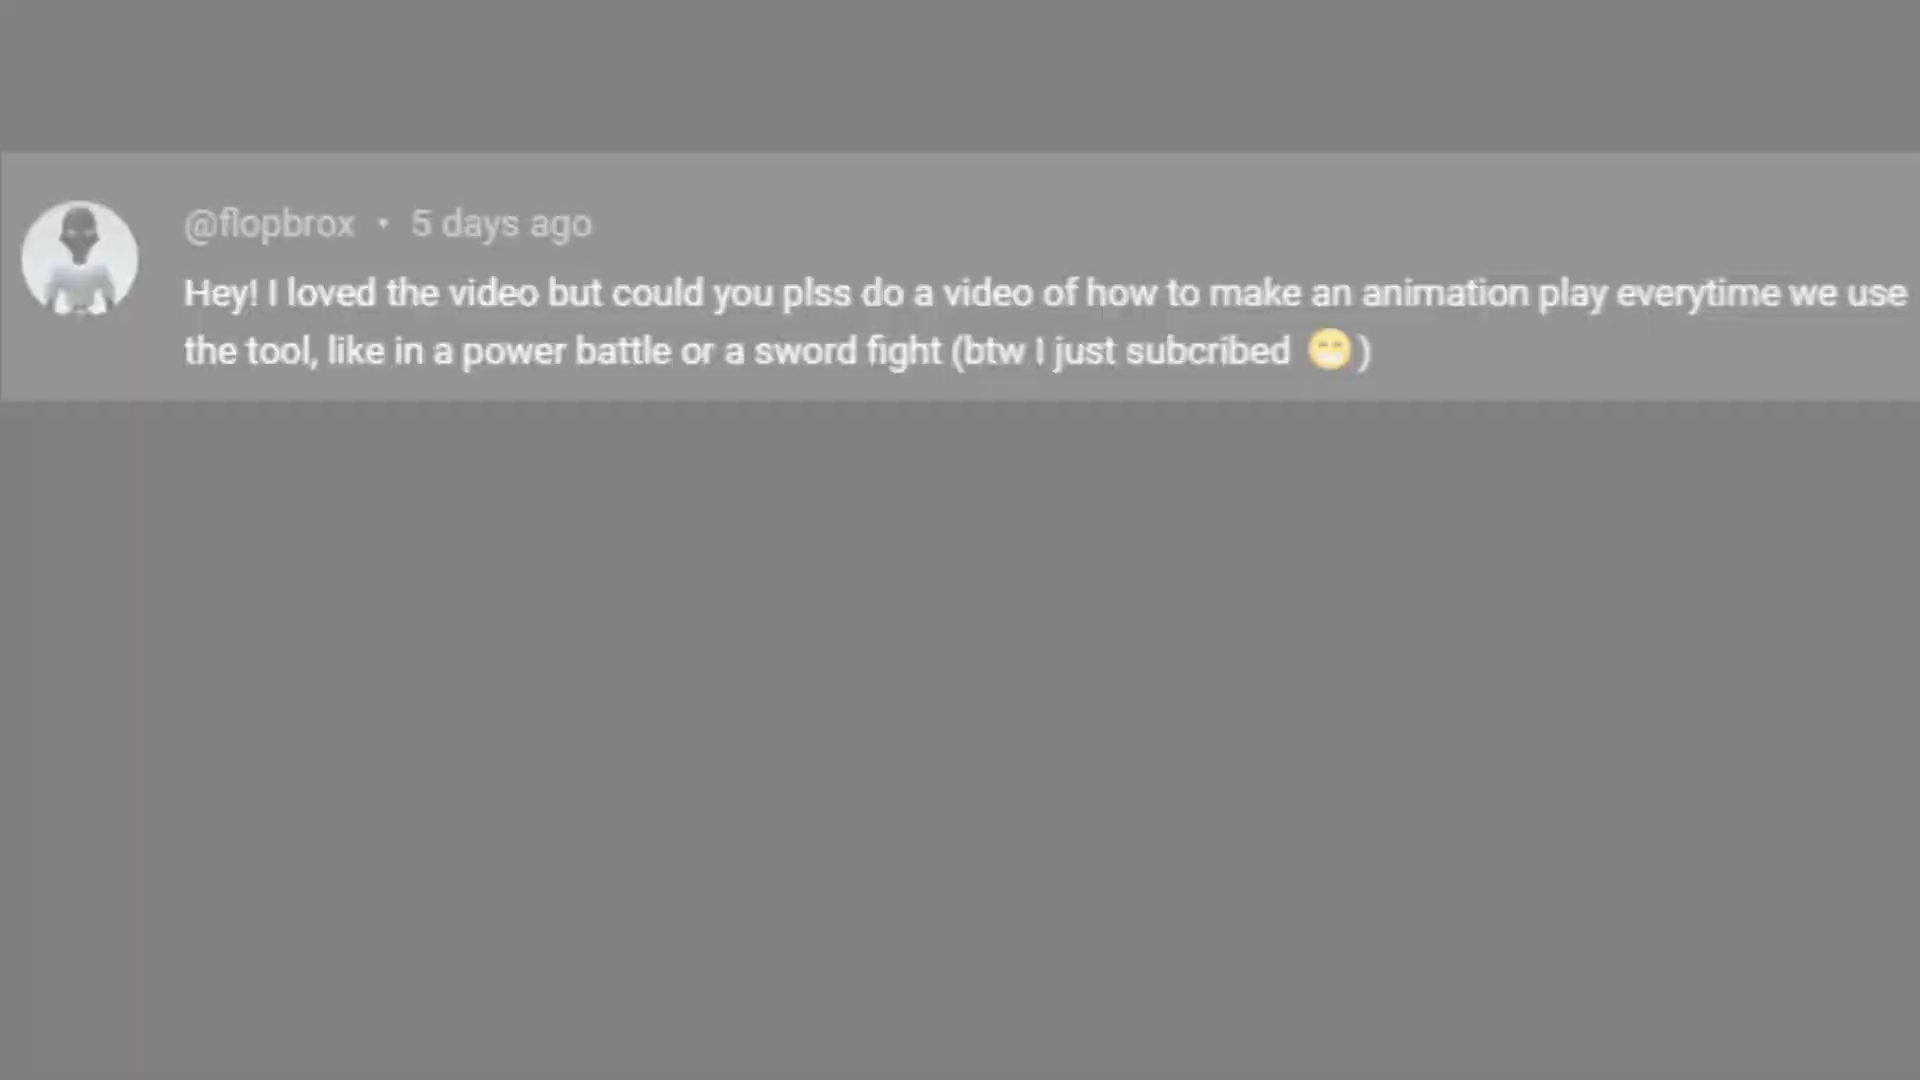 @flopbrox • 5 days ago
Hey! I loved the video but could you plss do a video of how to make an animation play everytime we use
the tool, like in a power battle or a sword fight (btw I just subcribed 😁)